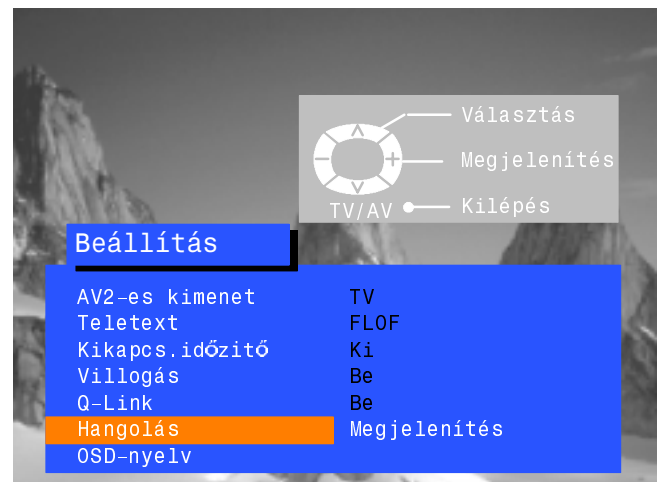 Választás
Megjelenítés
TV/AV Kilépés
Beállítás
AV2-es kimenet TV
Teletext FLOF
Kikapcs.időzitő Ki
Villogás Be
Q-Link Be
Hangolás Megjelenítés
OSD-nyelv